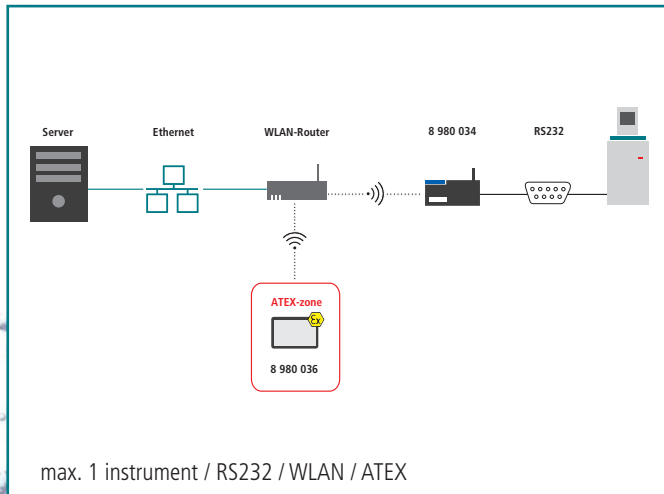 Server
Ethernet
WLAN-Router
8 980 034
RS232
ATEX-zone
Ex
8 980 036
max. 1 instrument / RS232 / WLAN / ATEX